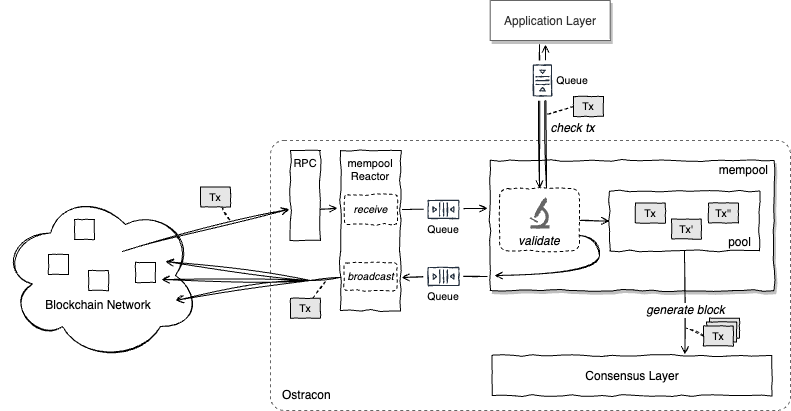 Application Layer
Queue
Tx
check tx
RPC
mempool
Reactor
mempool
Tx
receive
Queue
validate
Tx
Tx'
Tx"
pool
broadcast
Queue
Blockchain Network
Tx
generate block
Tx
Consensus Layer
Ostracon